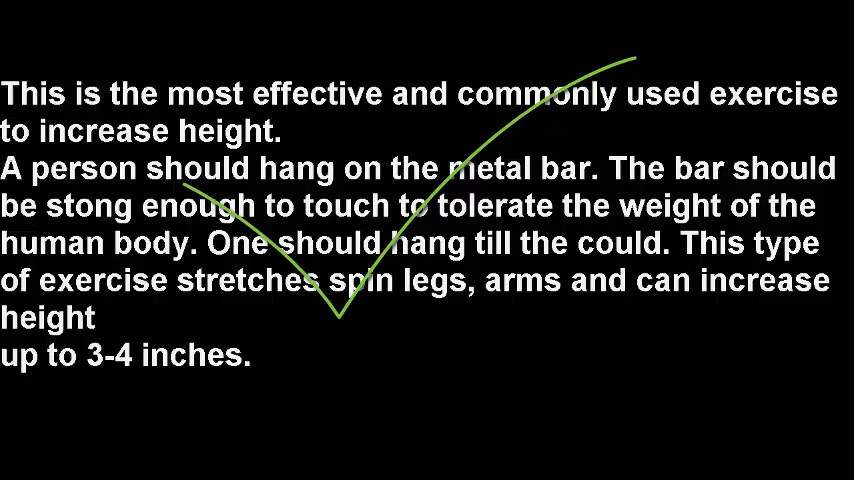 This is the most effective and commonly used exercise
to increase height.
A person should hang on the metal bar. The bar should
be stong enough to touch to tolerate the weight of the
human body. One should hang till the could. This type
of exercise stretches spin legs, arms and can increase
height
up to 3-4 inches.